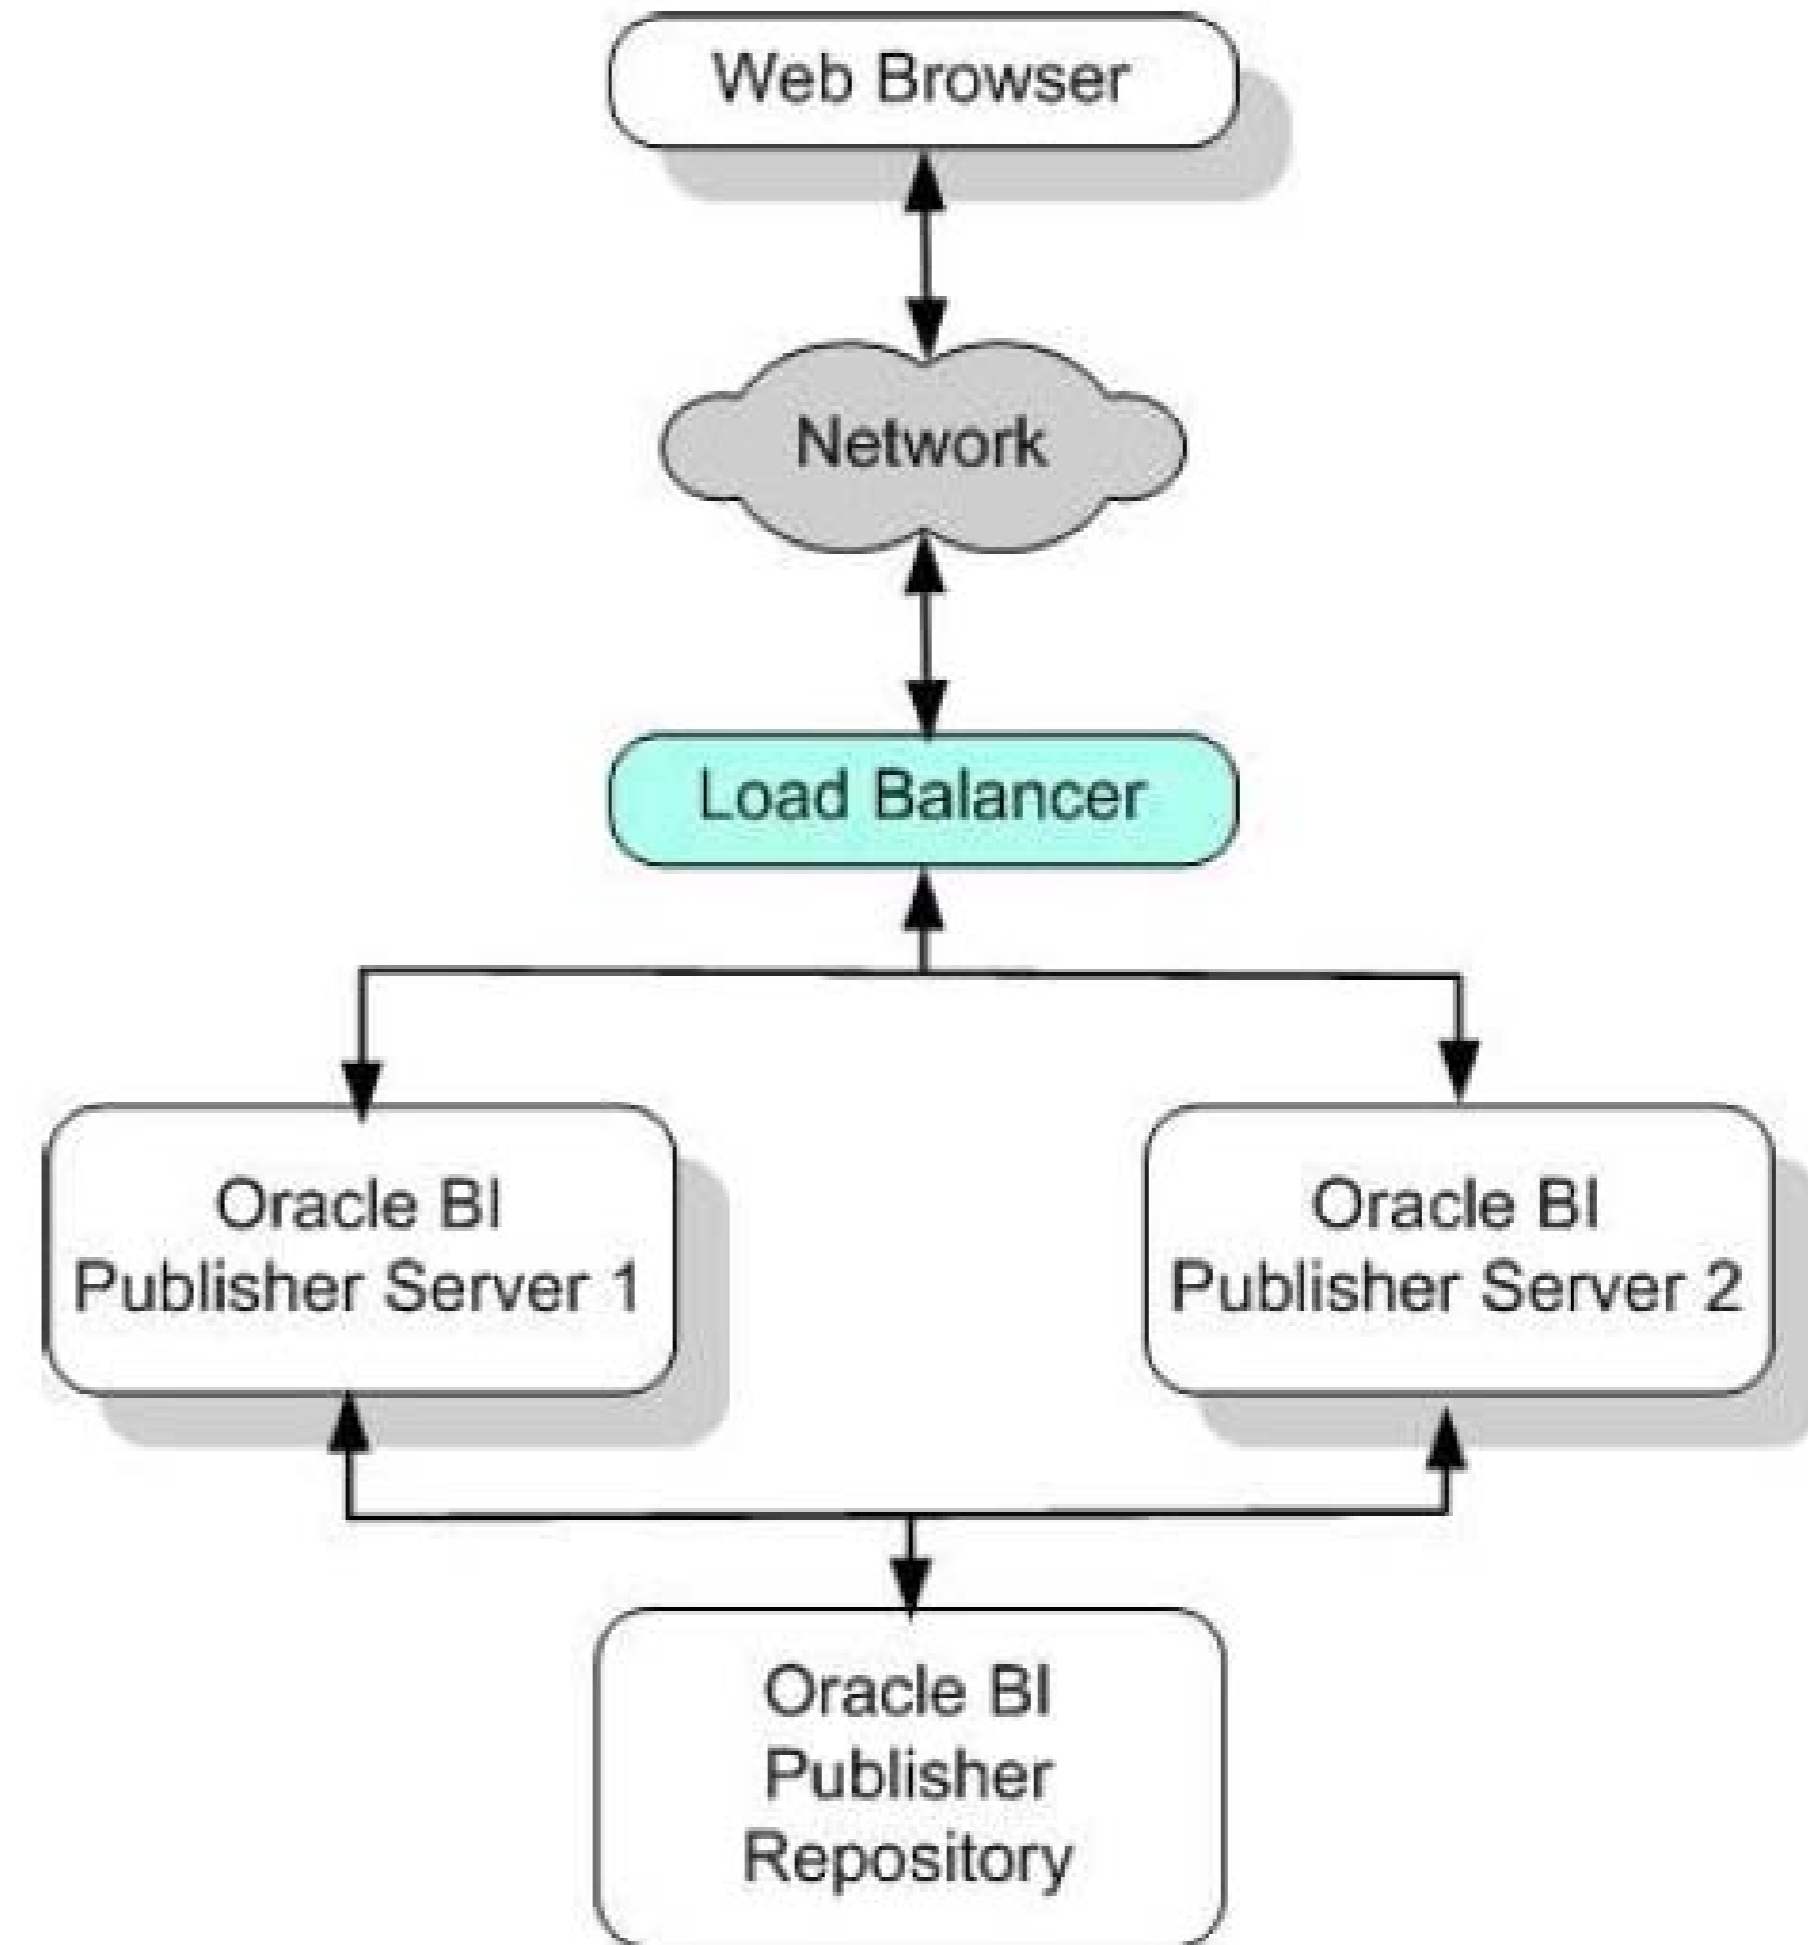 Web Browser
Network
Load Balancer
Oracle BI
Publisher Server 1
Oracle BI
Publisher Server 2
Oracle BI
Publisher
Repository